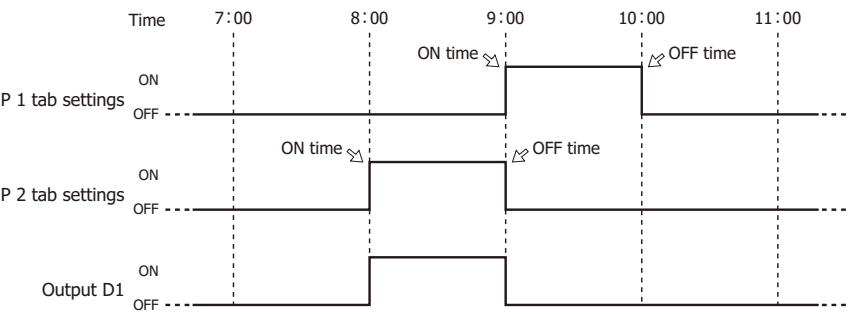 Time 7:00 8:00 9:00 10:00 11:00
ON time OFF time
ON
P 1 tab settings
OFF
ON time OFF time
ON
P 2 tab settings
OFF
ON
Output D1
OFF